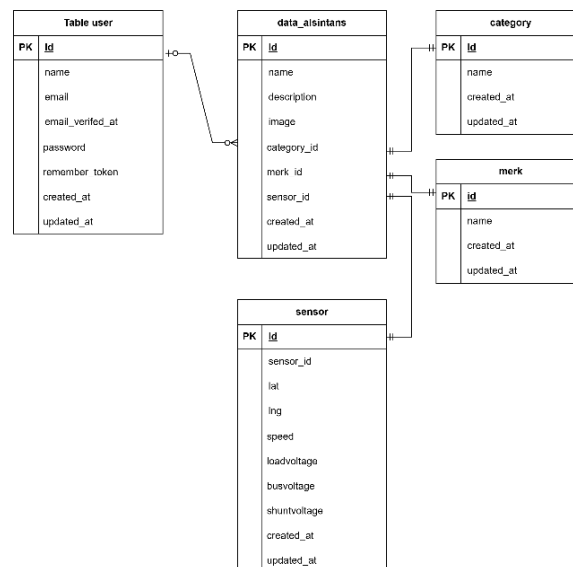 Table user
PK Id
name
email
email_verifed_at
password
remember_token
created_at
updated_at
data_alsintans
PK Id
name
description
image
category_id
merk_id
sensor_id
created_at
updated_at
category
PK Id
name
created_at
updated_at
merk
PK id
name
created_at
updated_at
sensor
PK Id
sensor_id
lat
lng
speed
loadvoltage
busvoltage
shuntvoltage
created_at
updated_at